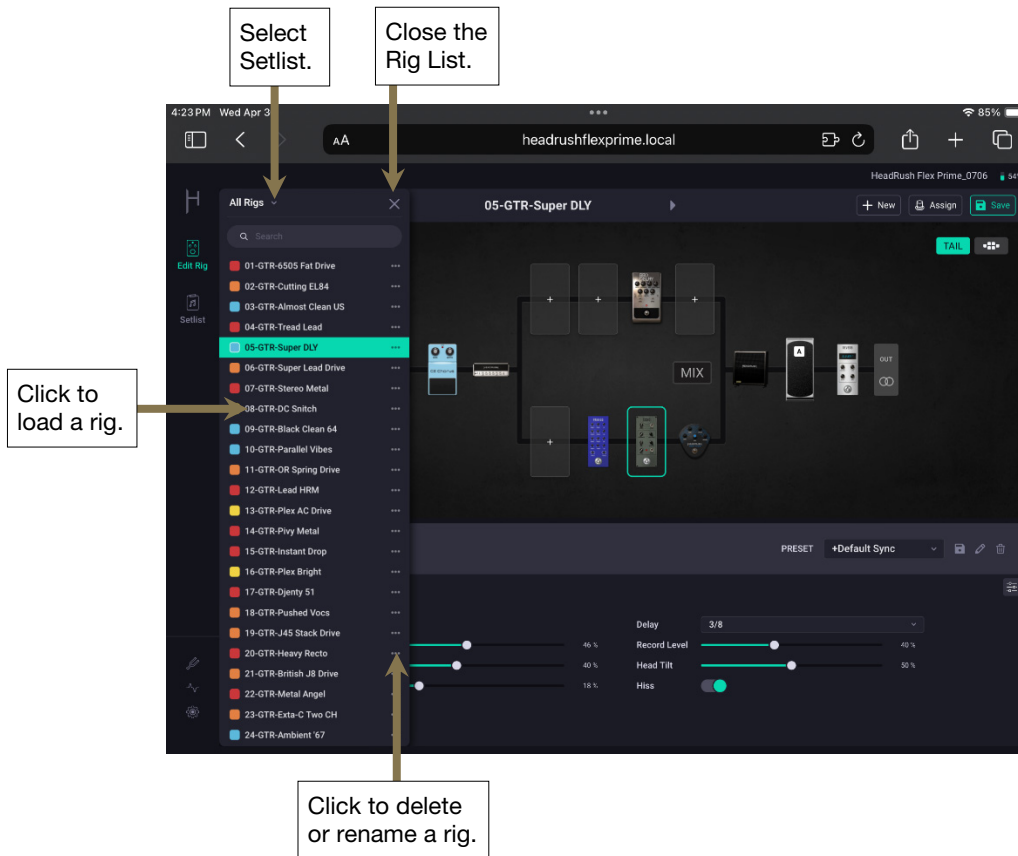 Select
Setlist.
Close the
Rig List.
4:23 PM Wed Apr 3
85%
AA
headrushflexprime.local
HeadRush Flex Prime_0706
54%
All Rigs
05-GTR-Super DLY
New
Assign
Save
Search
TAIL
Edit Rig
Setlist
01-GTR-6505 Fat Drive
02-GTR-Cutting EL84
03-GTR-Almost Clean US
04-GTR-Tread Lead
05-GTR-Super DLY
06-GTR-Super Lead Drive
07-GTR-Stereo Metal
08-GTR-DC Snitch
09-GTR-Black Clean 64
10-GTR-Parallel Vibes
11-GTR-OR Spring Drive
12-GTR-Lead HRM
13-GTR-Plex AC Drive
14-GTR-Pivy Metal
15-GTR-Instant Drop
16-GTR-Plex Bright
17-GTR-Djenty 51
18-GTR-Pushed Vocs
19-GTR-J45 Stack Drive
20-GTR-Heavy Recto
21-GTR-British J8 Drive
22-GTR-Metal Angel
23-GTR-Exta-C Two CH
24-GTR-Ambient '67
Click to
load a rig.
MIX
A
OUT
PRESET +Default Sync
Delay 3/8
46 % Record Level 40 %
40 % Head Tilt 50 %
18 % Hiss
Click to delete
or rename a rig.